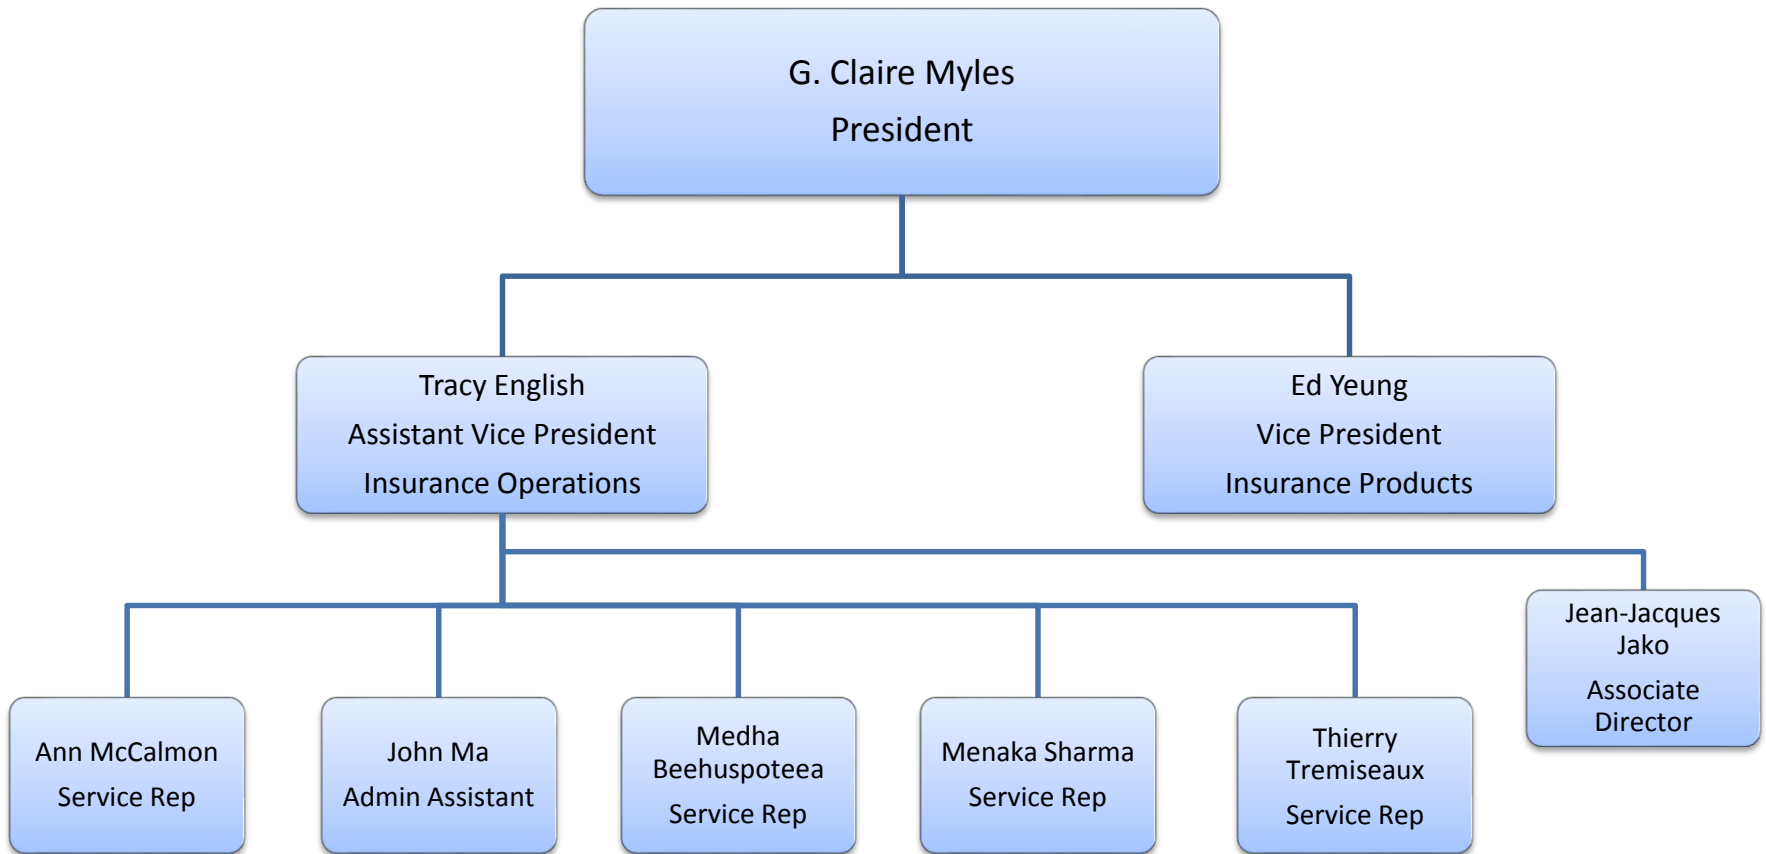 G. Claire Myles
President
Tracy English
Assistant Vice President
Insurance Operations
Ed Yeung
Vice President
Insurance Products
Jean-Jacques
Jako
Associate
Director
Ann McCalmon
Service Rep
John Ma
Admin Assistant
Medha
Beehuspoteea
Service Rep
Menaka Sharma
Service Rep
Thierry
Tremiseaux
Service Rep